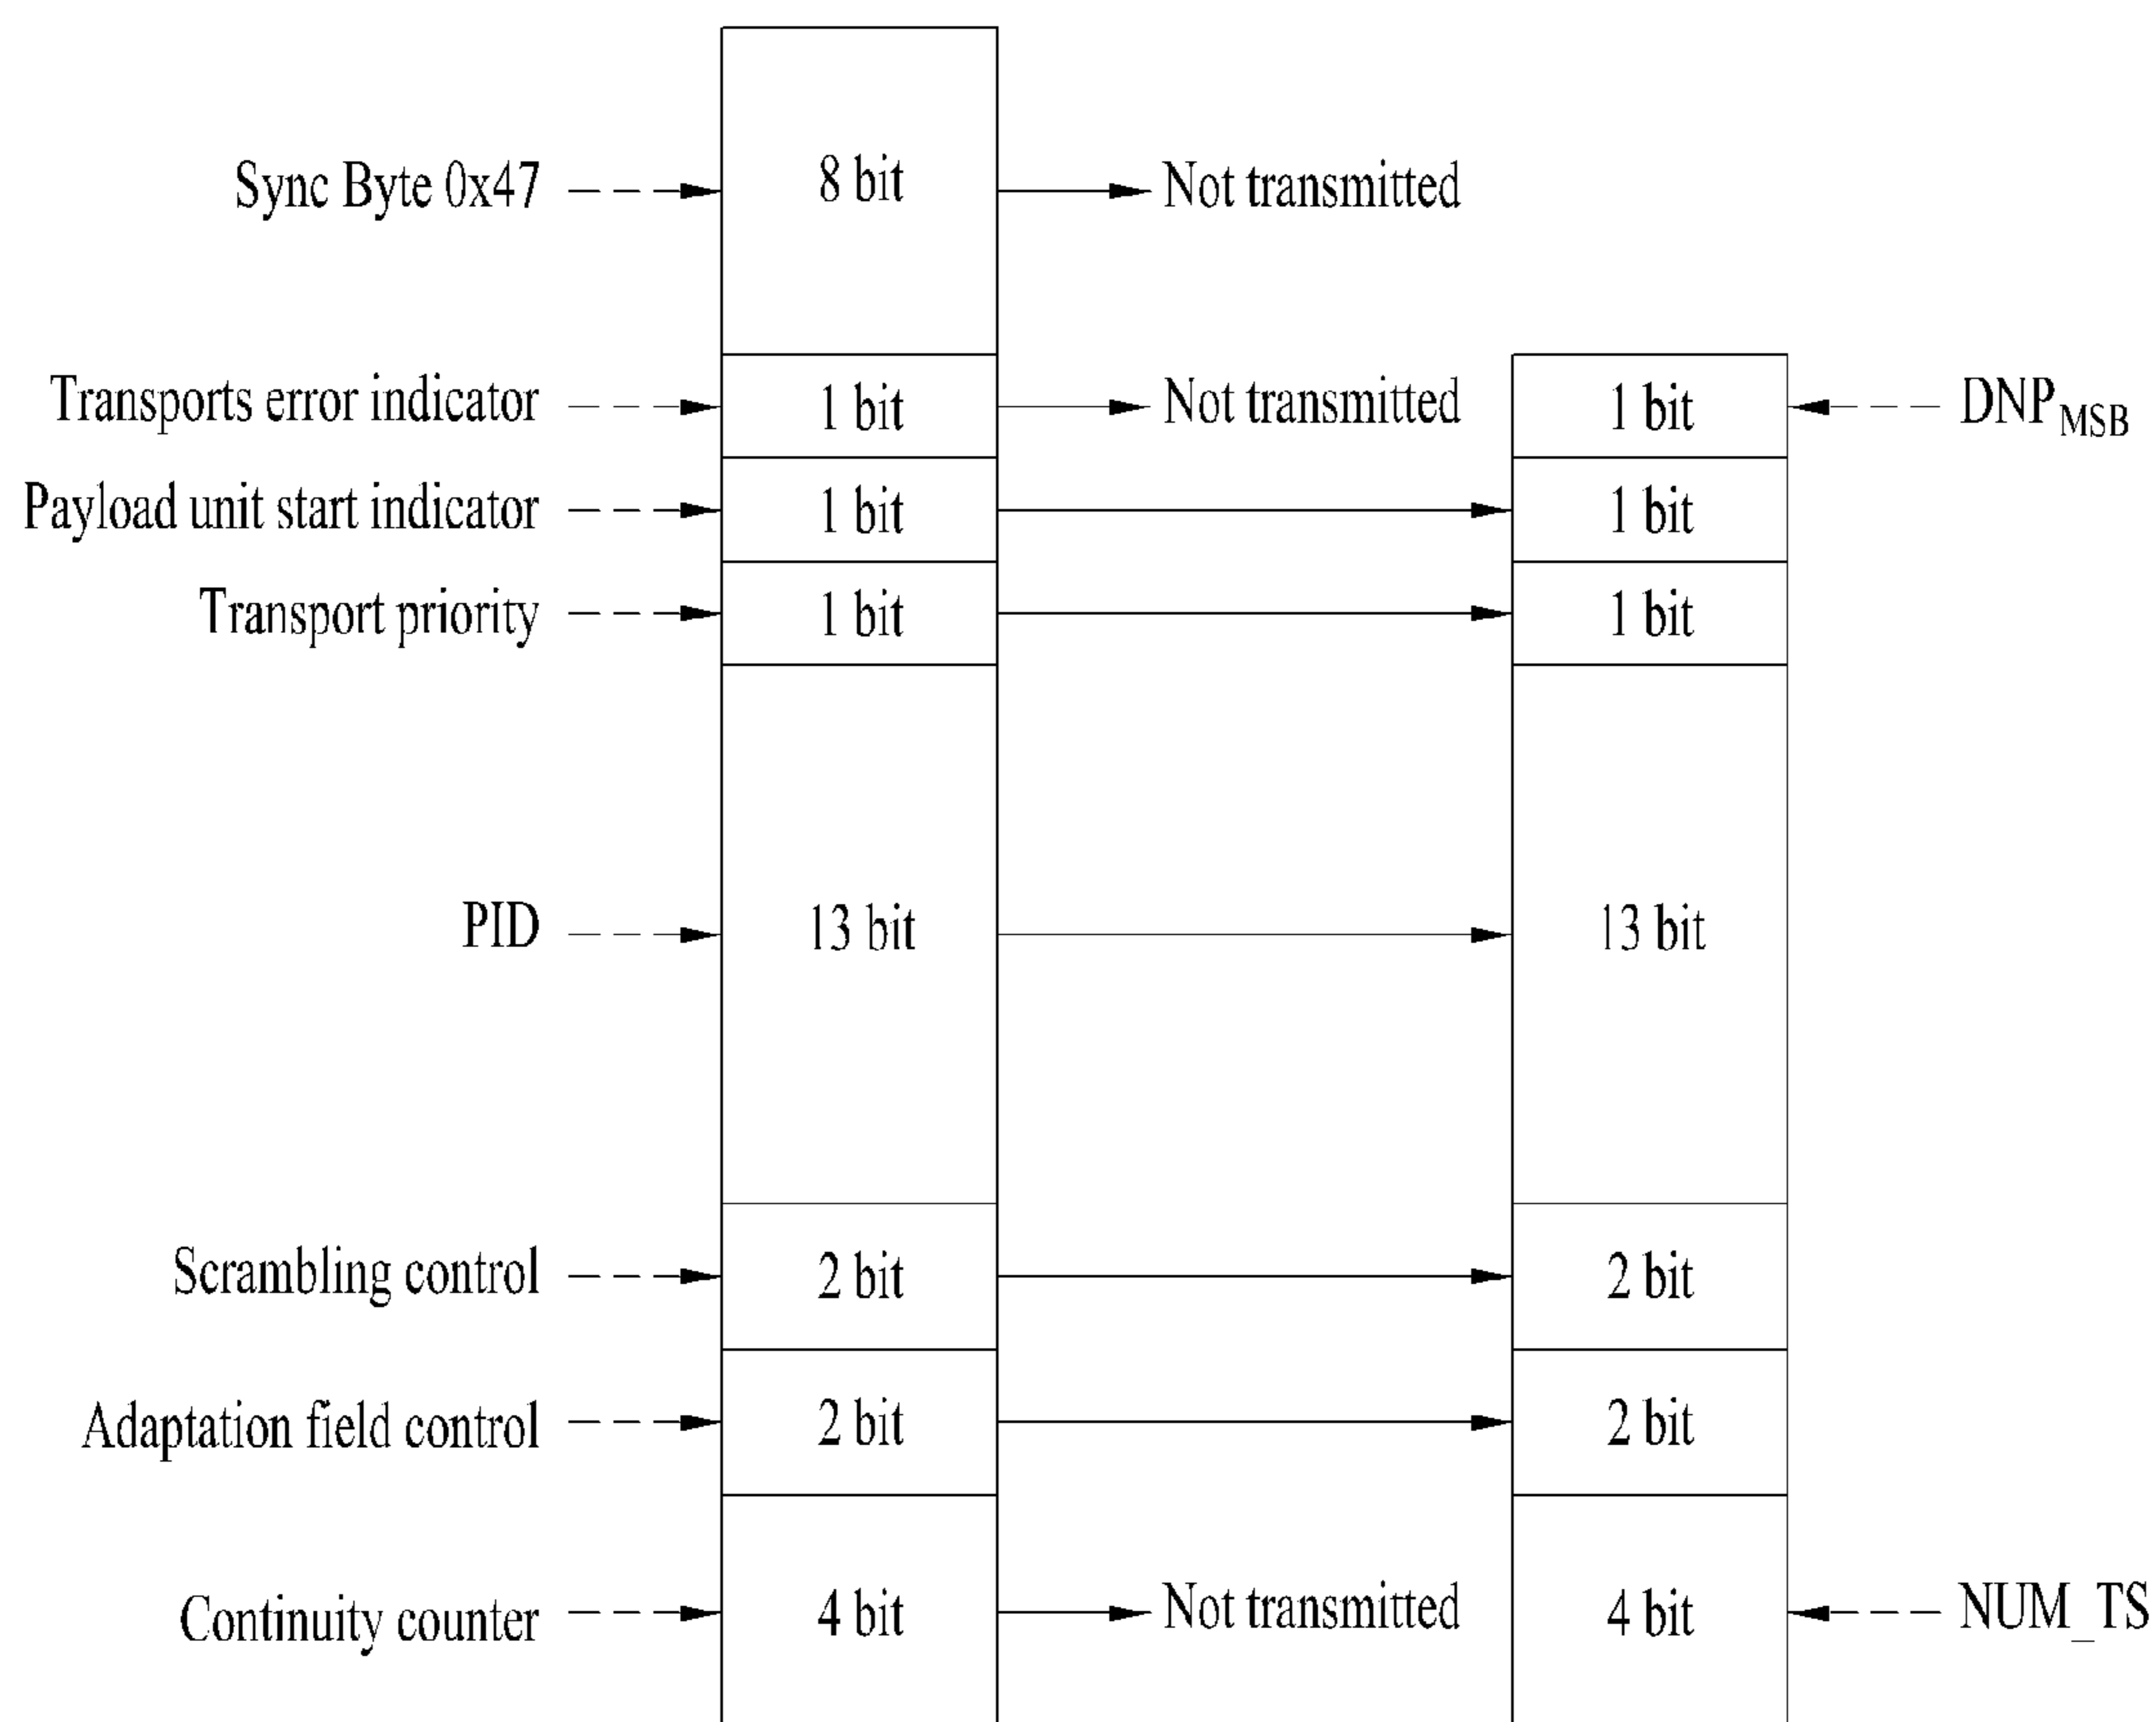 Sync Byte 0x47 8 bit Not transmitted
Transports error indicator 1 bit Not transmitted 1 bit DNPMSB
Payload unit start indicator 1 bit 1 bit
Transport priority 1 bit 1 bit
PID 13 bit 13 bit
Scrambling control 2 bit 2 bit
Adaptation field control 2 bit 2 bit
Continuity counter 4 bit Not transmitted 4 bit NUM_TS